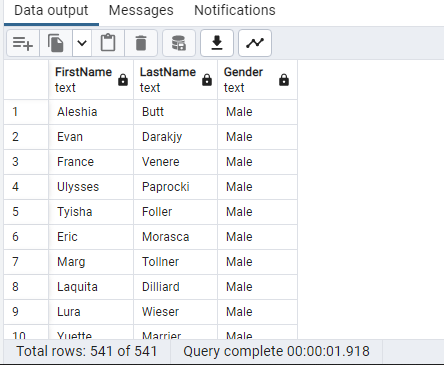 Data output Messages Notifications
FirstName LastName Gender
text text text
1 Aleshia Butt Male
2 Evan Darakjy Male
3 France Venere Male
4 Ulysses Paprocki Male
5 Tyisha Foller Male
6 Eric Morasca Male
7 Marg Tollner Male
8 Laquita Dilliard Male
9 Lura Wieser Male
10 Yuette Marrier Male
Total rows: 541 of 541 Query complete 00:00:01.918